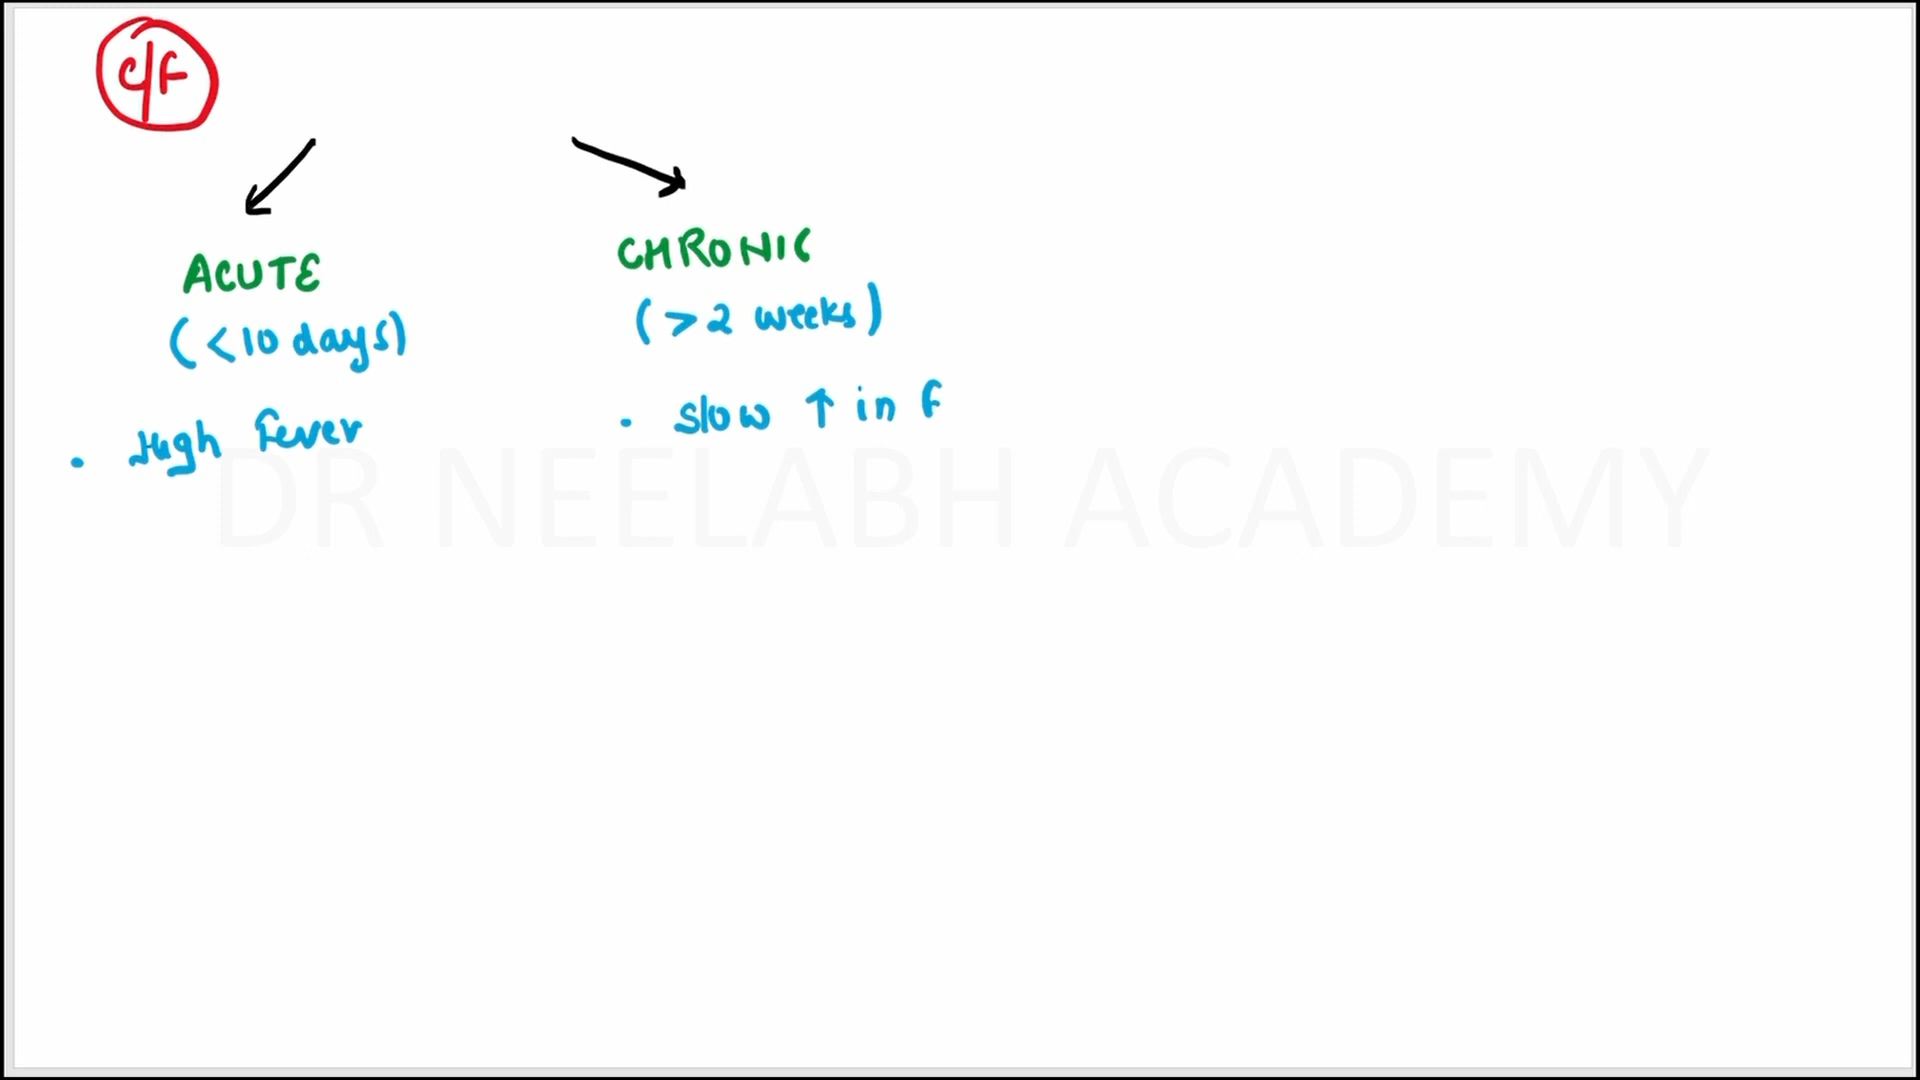 c/f
ACUTE
(<10 days)
• High fever
CHRONIC
(>2 weeks)
• slow ↑ in f
DR NEELABH ACADEMY